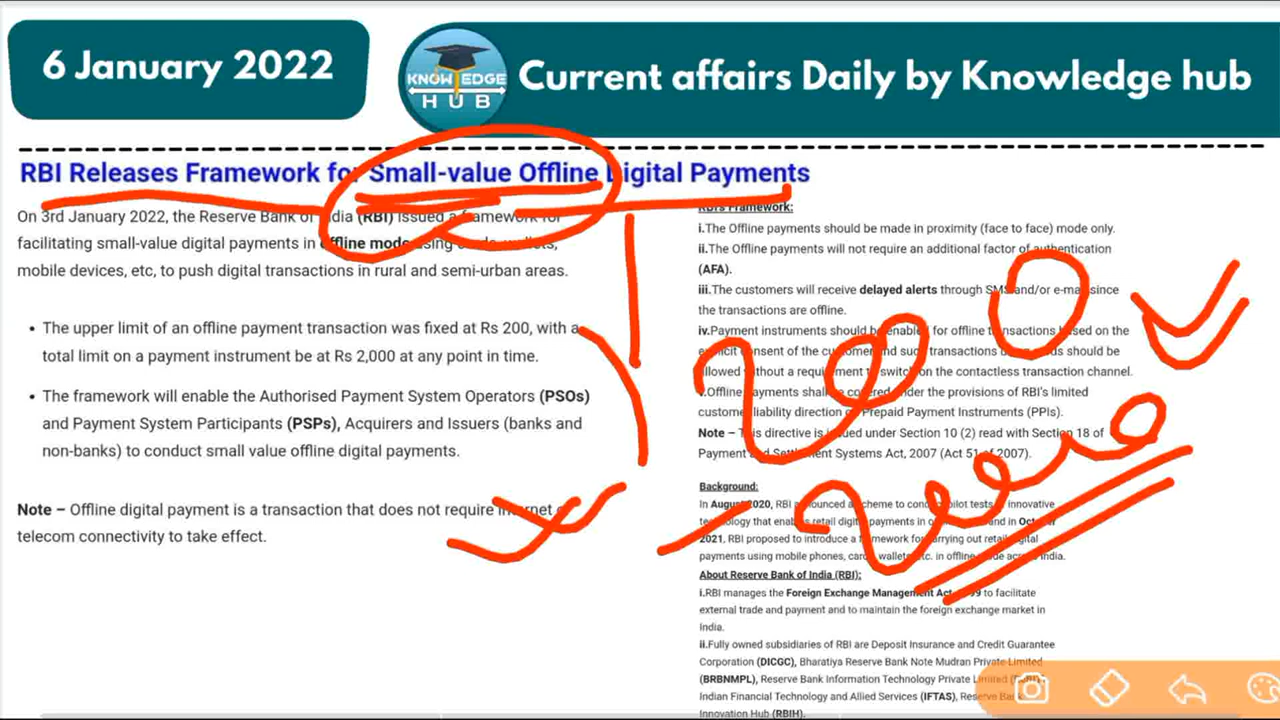 6 January 2022
KNOWLEDGE
HUB
Current affairs Daily by Knowledge hub
RBI Releases Framework for Small-value Offline Digital Payments
On 3rd January 2022, the Reserve Bank of India (RBI) issued a framework for
facilitating small-value digital payments in offline mode using cards, wallets,
mobile devices, etc, to push digital transactions in rural and semi-urban areas.
• The upper limit of an offline payment transaction was fixed at Rs 200, with a
total limit on a payment instrument be at Rs 2,000 at any point in time.
• The framework will enable the Authorised Payment System Operators (PSOs)
and Payment System Participants (PSPs), Acquirers and Issuers (banks and
non-banks) to conduct small value offline digital payments.
Note – Offline digital payment is a transaction that does not require internet or
telecom connectivity to take effect.
RBI's Framework:
i.The Offline payments should be made in proximity (face to face) mode only.
ii.The Offline payments will not require an additional factor of authentication
(AFA).
iii.The customers will receive delayed alerts through SMS and/or e-mail since
the transactions are offline.
iv.Payment instruments should be enabled for offline transactions based on the
explicit consent of the customer and such transactions using cards should be
allowed without a requirement to switch on the contactless transaction channel.
v.Offline payments shall be covered under the provisions of RBI's limited
customer liability direction on Prepaid Payment Instruments (PPIs).
Note – This directive is issued under Section 10 (2) read with Section 18 of
Payment and Settlement Systems Act, 2007 (Act 51 of 2007).
Background:
In August 2020, RBI announced a scheme to conduct pilot tests of innovative
technology that enables retail digital payments in offline mode and in October
2021, RBI proposed to introduce a framework for carrying out retail digital
payments using mobile phones, cards, wallets, etc. in offline mode across India.
About Reserve Bank of India (RBI):
i.RBI manages the Foreign Exchange Management Act, 1999 to facilitate
external trade and payment and to maintain the foreign exchange market in
India.
ii.Fully owned subsidiaries of RBI are Deposit Insurance and Credit Guarantee
Corporation (DICGC), Bharatiya Reserve Bank Note Mudran Private Limited
(BRBNMPL), Reserve Bank Information Technology Private Limited
Indian Financial Technology and Allied Services (IFTAS), Reserve Bank
Innovation Hub (RBIH).
200
2000